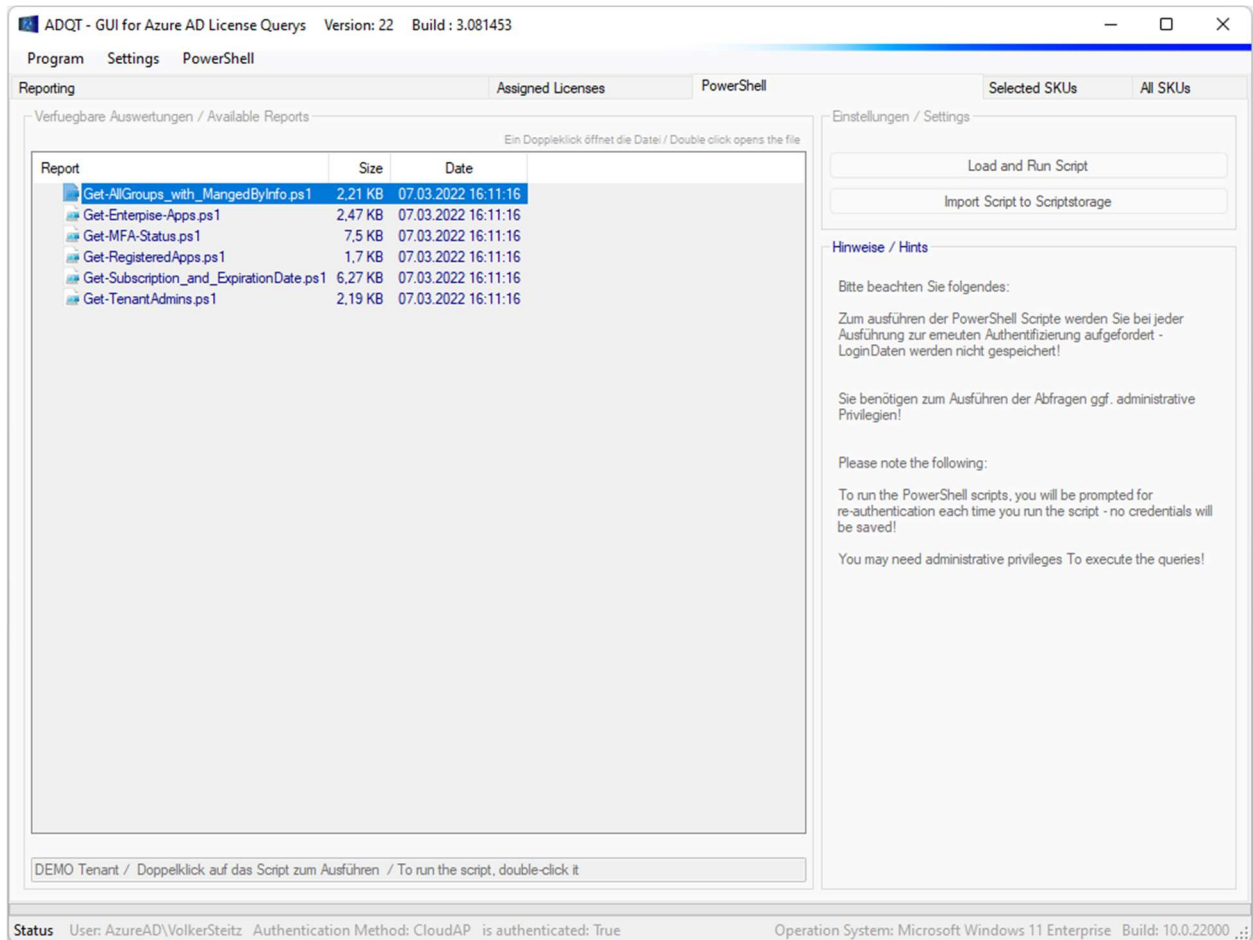 ADQT - GUI for Azure AD License Querys Version: 22 Build : 3.081453
Program Settings PowerShell
Reporting Assigned Licenses PowerShell Selected SKUs All SKUs
Verfuegbare Auswertungen / Available Reports
Ein Doppleklick öffnet die Datei / Double click opens the file
Report Size Date
Get-AllGroups_with_MangedByInfo.ps1 2,21 KB 07.03.2022 16:11:16
Get-Enterpise-Apps.ps1 2,47 KB 07.03.2022 16:11:16
Get-MFA-Status.ps1 7,5 KB 07.03.2022 16:11:16
Get-RegisteredApps.ps1 1,7 KB 07.03.2022 16:11:16
Get-Subscription_and_ExpirationDate.ps1 6,27 KB 07.03.2022 16:11:16
Get-TenantAdmins.ps1 2,19 KB 07.03.2022 16:11:16
DEMO Tenant / Doppelklick auf das Script zum Ausführen / To run the script, double-click it
Einstellungen / Settings
Load and Run Script
Import Script to Scriptstorage
Hinweise / Hints
Bitte beachten Sie folgendes:
Zum ausführen der PowerShell Scripte werden Sie bei jeder
Ausführung zur erneuten Authentifizierung aufgefordert -
LoginDaten werden nicht gespeichert!
Sie benötigen zum Ausführen der Abfragen ggf. administrative
Privilegien!
Please note the following:
To run the PowerShell scripts, you will be prompted for
re-authentication each time you run the script - no credentials will
be saved!
You may need administrative privileges To execute the queries!
Status User: AzureAD\VolkerSteitz Authentication Method: CloudAP is authenticated: True Operation System: Microsoft Windows 11 Enterprise Build: 10.0.22000